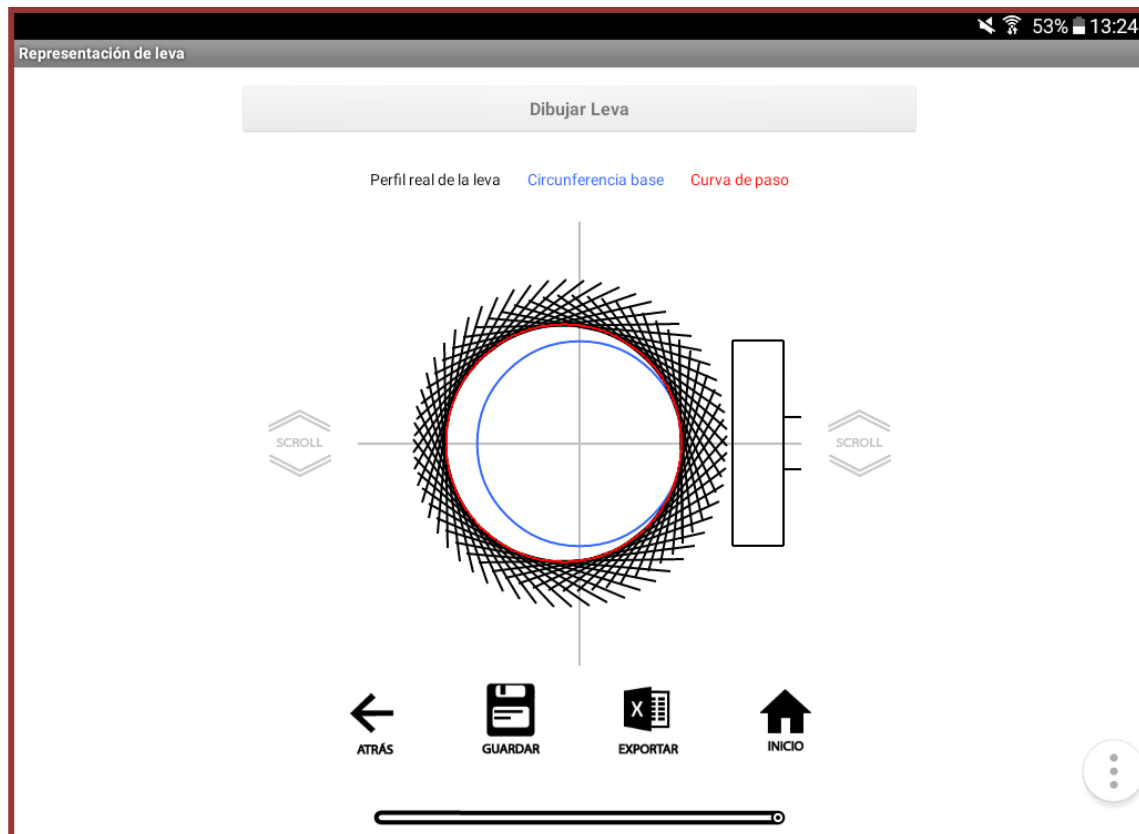 53% 13:24
Representación de leva
Dibujar Leva
Perfil real de la leva Circunferencia base Curva de paso
SCROLL SCROLL
X
ATRÁS GUARDAR EXPORTAR INICIO